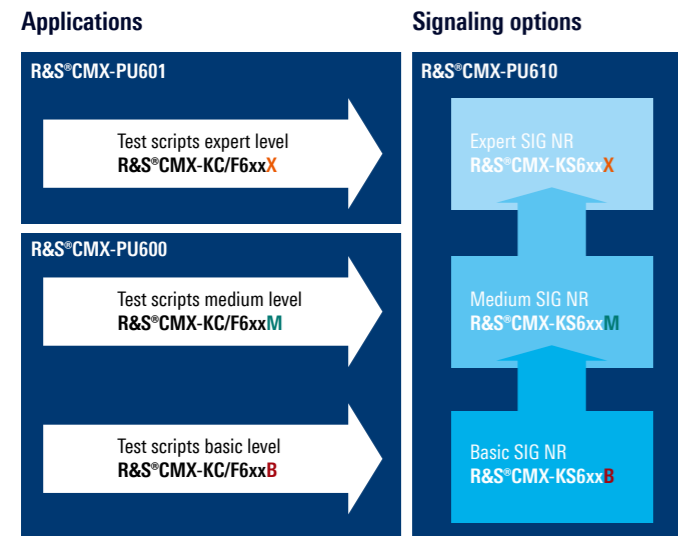 Applications
R&S®CMX-PU601
Test scripts expert level
R&S®CMX-KC/F6xxX
R&S®CMX-PU600
Test scripts medium level
R&S®CMX-KC/F6xxM
Test scripts basic level
R&S®CMX-KC/F6xxB
Signaling options
R&S®CMX-PU610
Expert SIG NR
R&S®CMX-KS6xxX
Medium SIG NR
R&S®CMX-KS6xxM
Basic SIG NR
R&S®CMX-KS6xxB